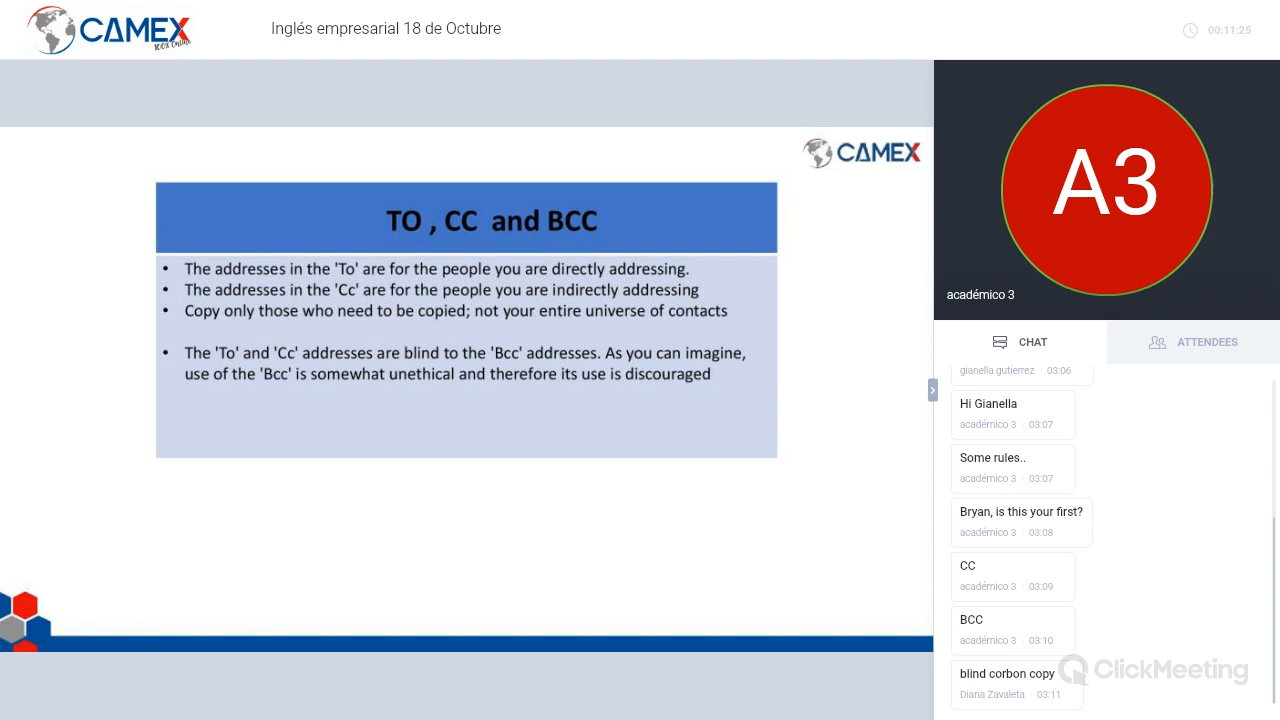 CAMEX
100% Online
Inglés empresarial 18 de Octubre
00:11:25
CAMEX
TO , CC and BCC
• The addresses in the 'To' are for the people you are directly addressing.
• The addresses in the 'Cc' are for the people you are indirectly addressing
• Copy only those who need to be copied; not your entire universe of contacts
• The 'To' and 'Cc' addresses are blind to the 'Bcc' addresses. As you can imagine,
use of the 'Bcc' is somewhat unethical and therefore its use is discouraged
A3
académico 3
CHAT
ATTENDEES
gianella gutierrez 03:06
Hi Gianella
académico 3 03:07
Some rules..
académico 3 03:07
Bryan, is this your first?
académico 3 03:08
CC
académico 3 03:09
BCC
académico 3 03:10
blind corbon copy
Diana Zavaleta 03:11
ClickMeeting